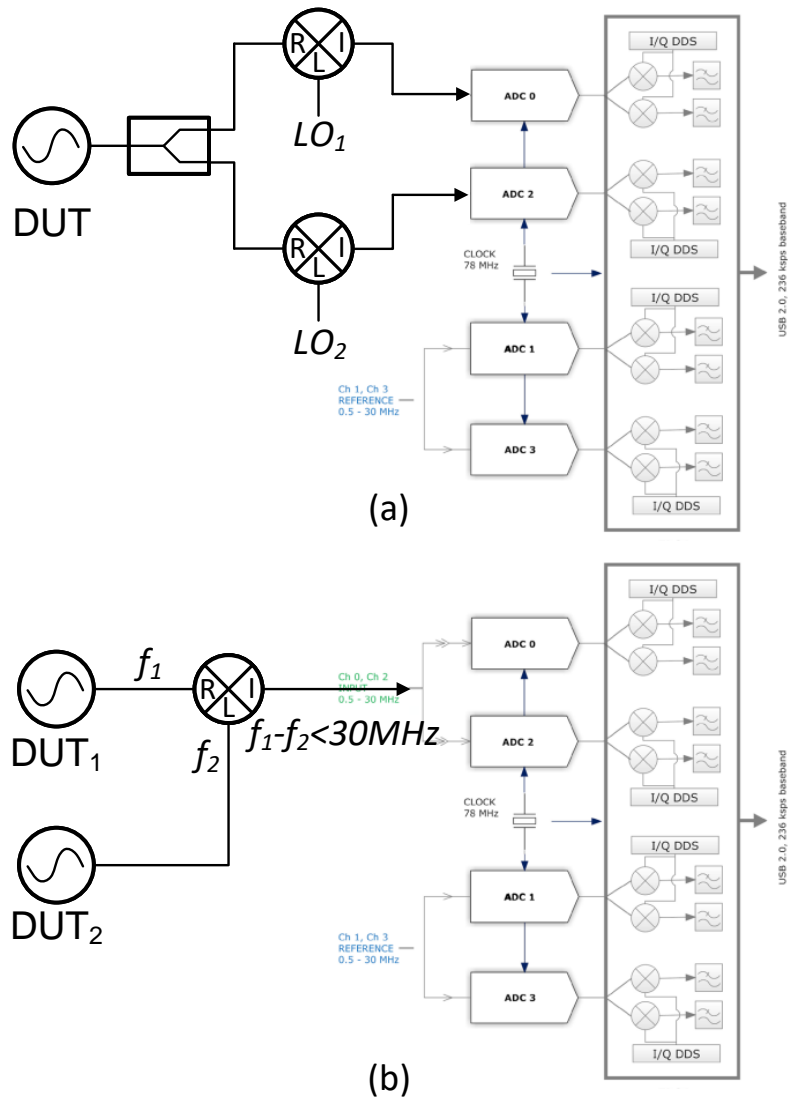 R L I
LO1
DUT
R L I
LO2
ADC 0
ADC 2
CLOCK
78 MHz
ADC 1
Ch 1, Ch 3
REFERENCE
0.5 - 30 MHz
ADC 3
I/Q DDS
I/Q DDS
I/Q DDS
I/Q DDS
USB 2.0, 236 ksps baseband
(a)
f1
R L I
DUT1
f2
f1-f2<30MHz
DUT2
Ch 0, Ch 2
INPUT
0.5 - 30 MHz
ADC 0
ADC 2
CLOCK
78 MHz
ADC 1
Ch 1, Ch 3
REFERENCE
0.5 - 30 MHz
ADC 3
I/Q DDS
I/Q DDS
I/Q DDS
I/Q DDS
USB 2.0, 236 ksps baseband
(b)